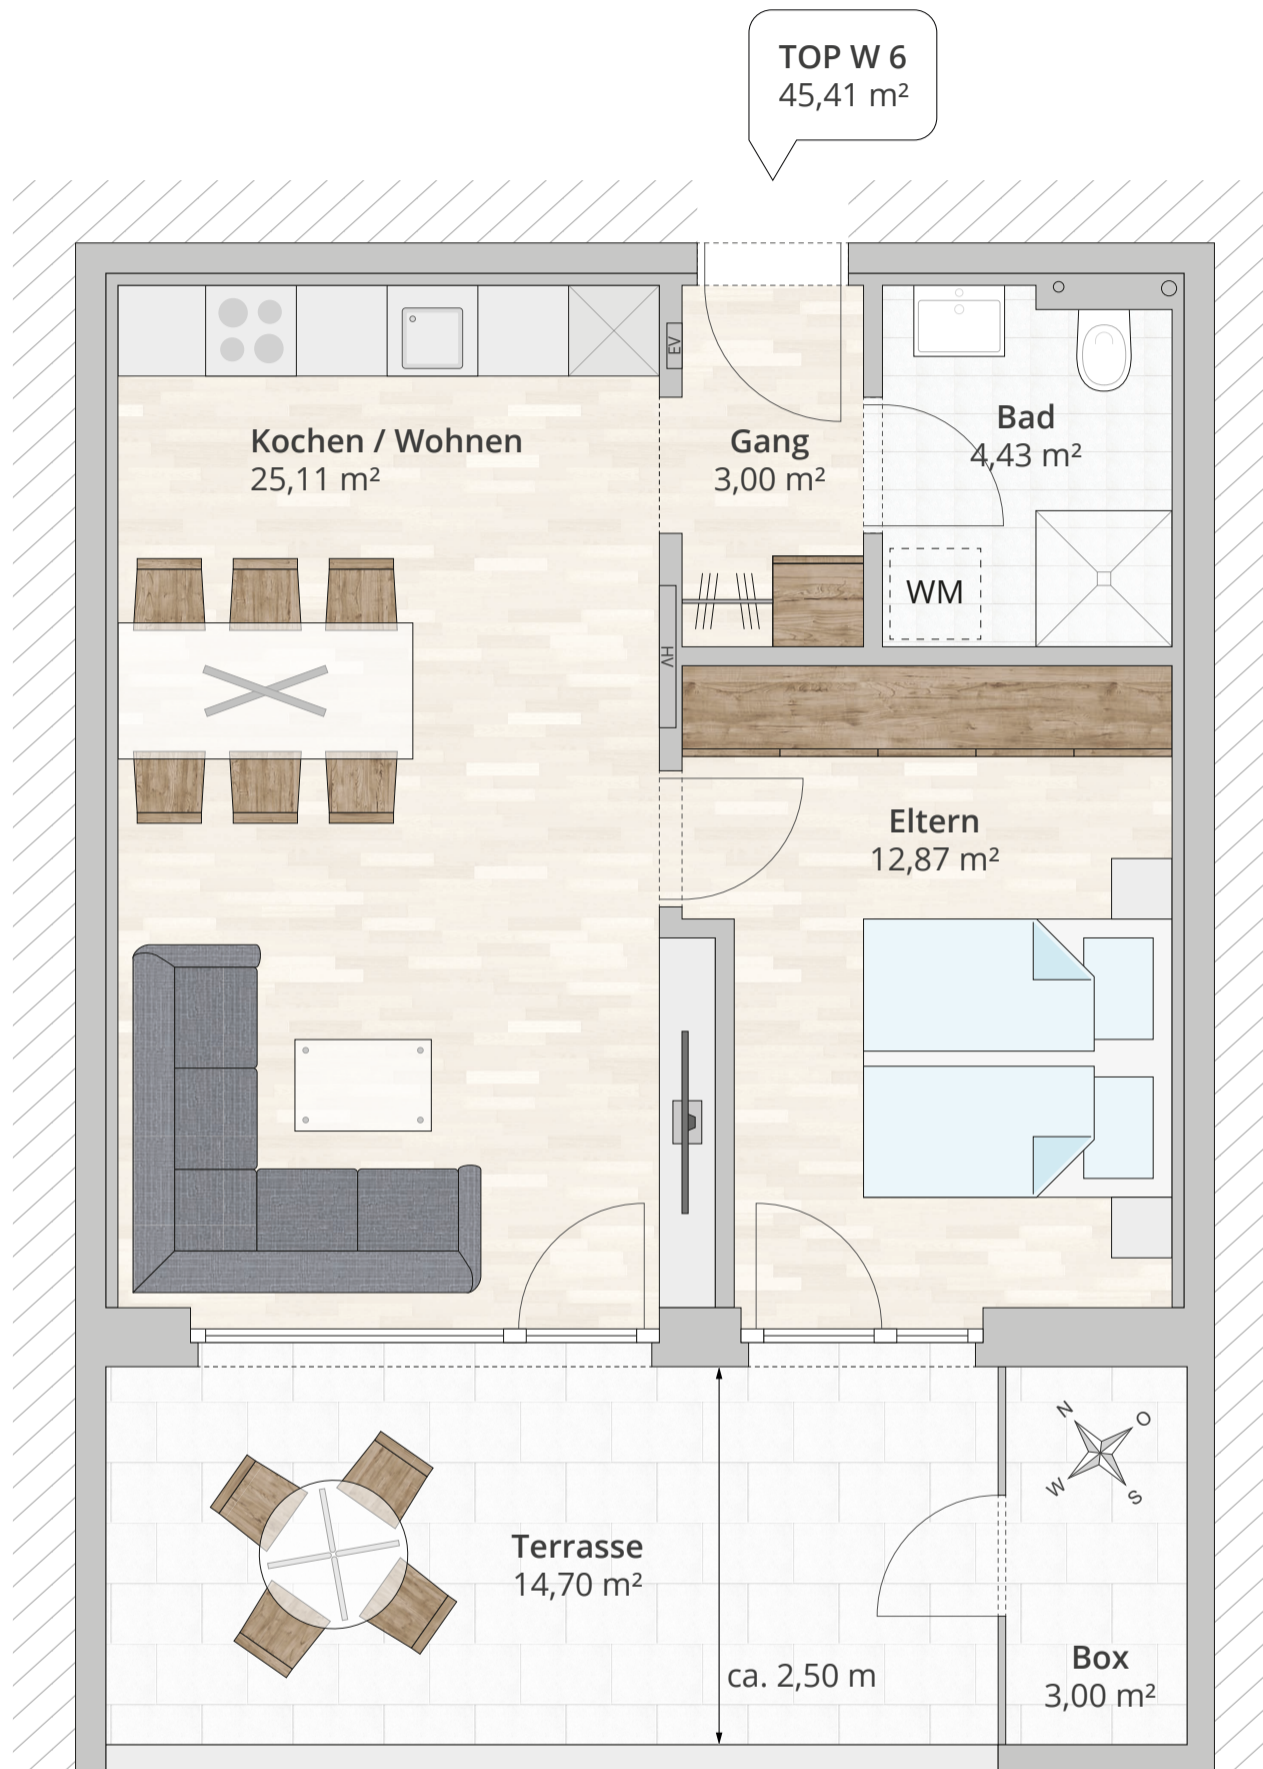 TOP W 6
45,41 m²
EV
Kochen / Wohnen
25,11 m²
Gang
3,00 m²
Bad
4,43 m²
WM
HV
Eltern
12,87 m²
N
O
W
S
Terrasse
14,70 m²
ca. 2,50 m
Box
3,00 m²